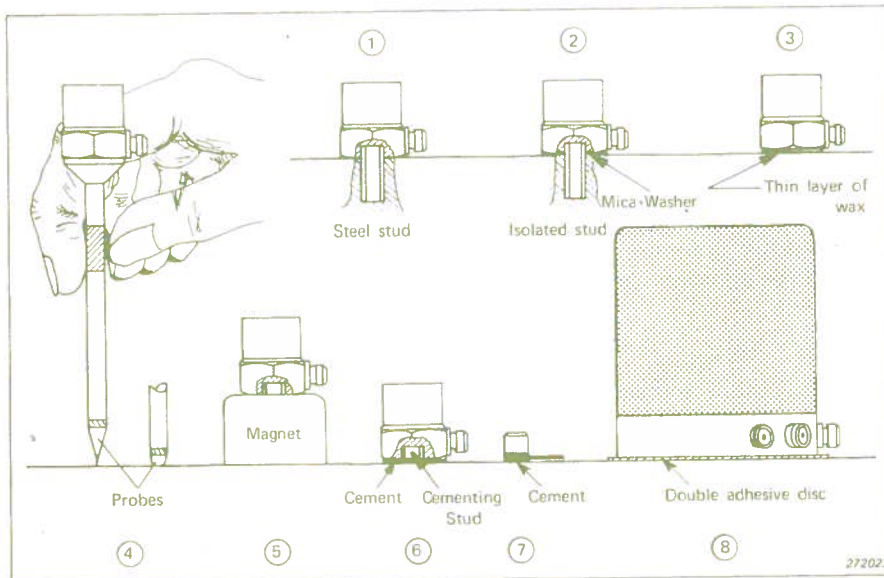 1
2
3
Steel stud
Isolated stud
Mica-Washer
Thin layer of
wax
Magnet
Probes
Cement
Cementing
Stud
Cement
Double adhesive disc
4
5
6
7
8